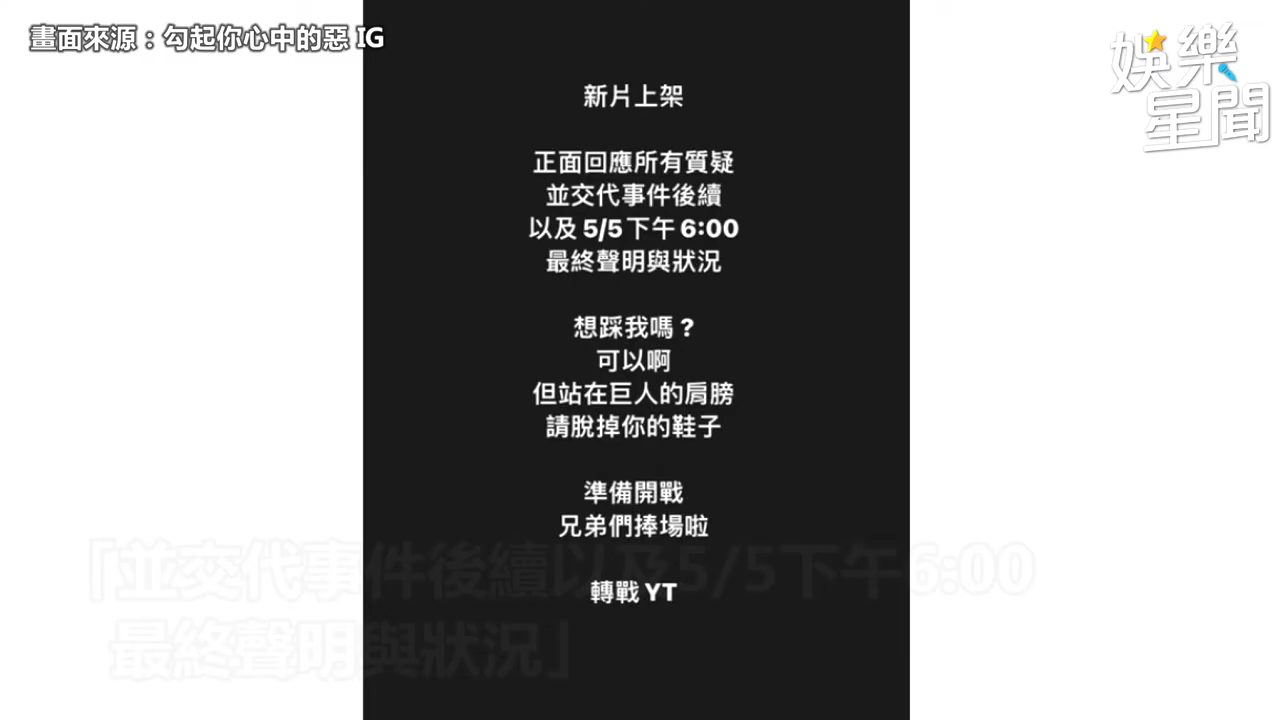 畫面來源：勾起你心中的惡 IG
娛樂
星聞
新片上架
正面回應所有質疑
並交代事件後續
以及 5/5 下午 6:00
最終聲明與狀況
想踩我嗎？
可以啊
但站在巨人的肩膀
請脫掉你的鞋子
準備開戰
兄弟們捧場啦
轉戰 YT
「並交代事件後續以及5/5下午6:00
最終聲明與狀況」